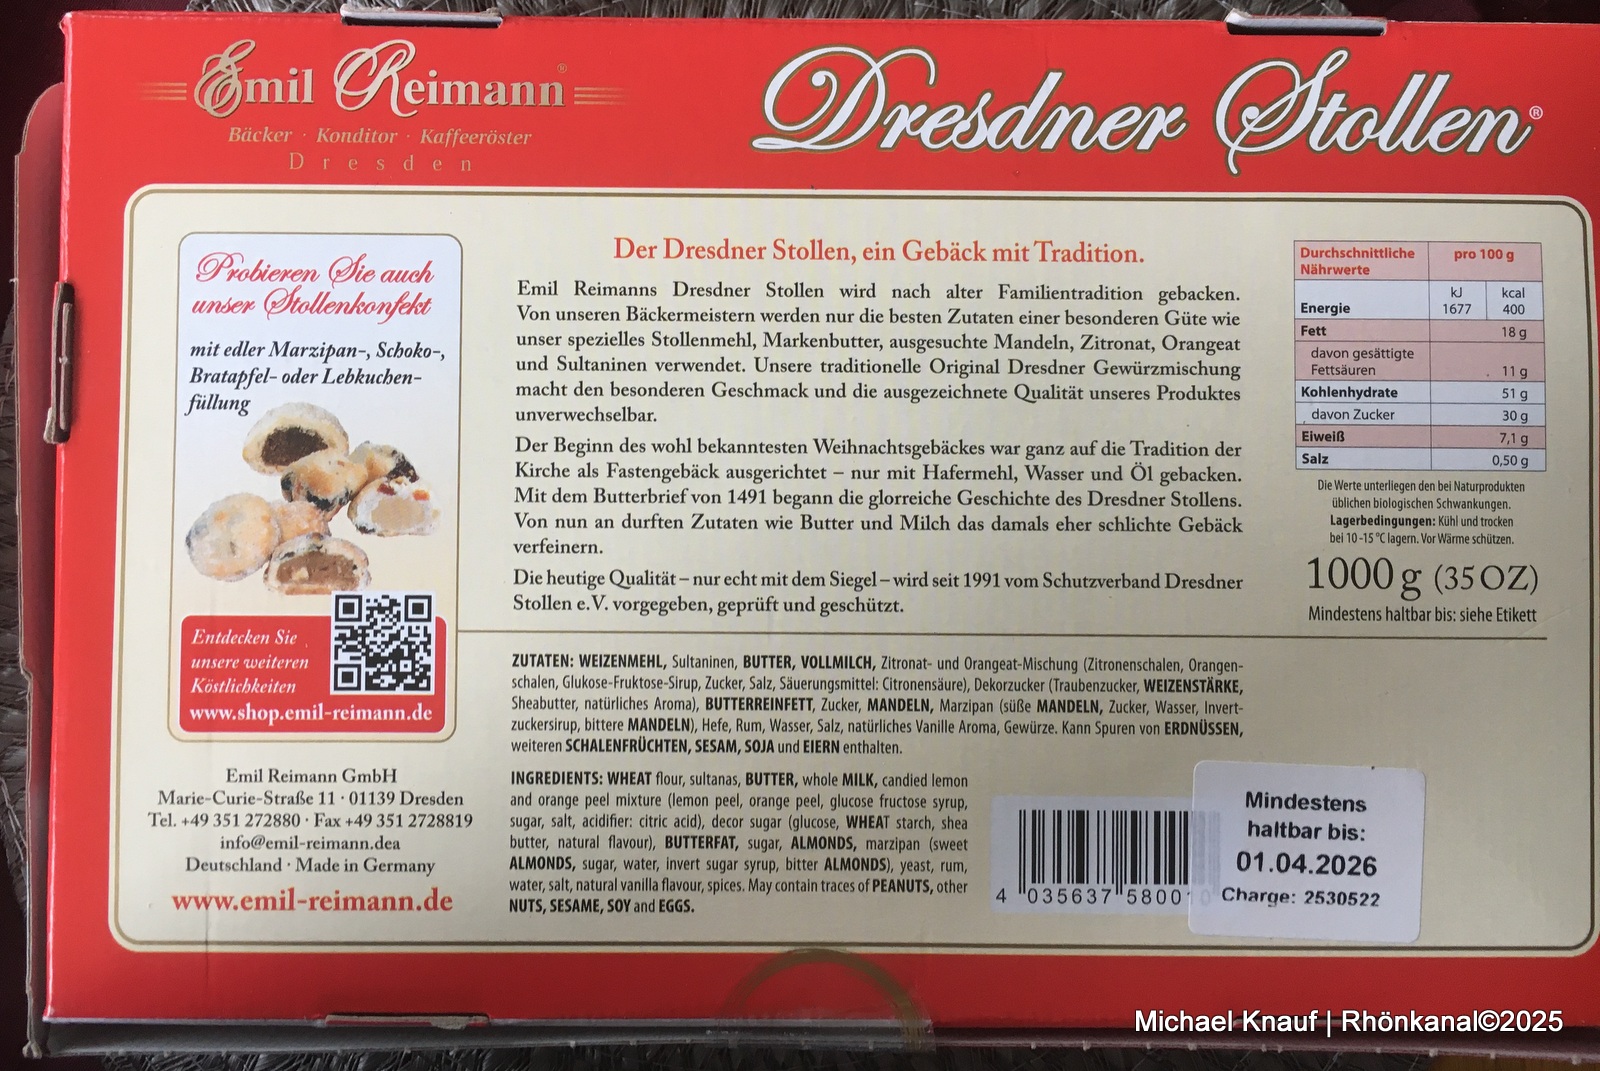 Emil Reimann®
Bäcker · Konditor · Kaffeeröster
Dresden
Dresdner Stollen®
Probieren Sie auch
unser Stollenkonfekt
mit edler Marzipan-, Schoko-,
Bratapfel- oder Lebkuchen-
füllung
Entdecken Sie
unsere weiteren
Köstlichkeiten
www.shop.emil-reimann.de
Emil Reimann GmbH
Marie-Curie-Straße 11 · 01139 Dresden
Tel. +49 351 272880 · Fax +49 351 2728819
info@emil-reimann.dea
Deutschland · Made in Germany
www.emil-reimann.de
Der Dresdner Stollen, ein Gebäck mit Tradition.
Emil Reimanns Dresdner Stollen wird nach alter Familientradition gebacken.
Von unseren Bäckermeistern werden nur die besten Zutaten einer besonderen Güte wie
unser spezielles Stollenmehl, Markenbutter, ausgesuchte Mandeln, Zitronat, Orangeat
und Sultaninen verwendet. Unsere traditionelle Original Dresdner Gewürzmischung
macht den besonderen Geschmack und die ausgezeichnete Qualität unseres Produktes
unverwechselbar.
Der Beginn des wohl bekanntesten Weihnachtsgebäckes war ganz auf die Tradition der
Kirche als Fastengebäck ausgerichtet – nur mit Hafermehl, Wasser und Öl gebacken.
Mit dem Butterbrief von 1491 begann die glorreiche Geschichte des Dresdner Stollens.
Von nun an durften Zutaten wie Butter und Milch das damals eher schlichte Gebäck
verfeinern.
Die heutige Qualität – nur echt mit dem Siegel – wird seit 1991 vom Schutzverband Dresdner
Stollen e.V. vorgegeben, geprüft und geschützt.
ZUTATEN: WEIZENMEHL, Sultaninen, BUTTER, VOLLMILCH, Zitronat- und Orangeat-Mischung (Zitronenschalen, Orangen-
schalen, Glukose-Fruktose-Sirup, Zucker, Salz, Säuerungsmittel: Citronensäure), Dekorzucker (Traubenzucker, WEIZENSTÄRKE,
Sheabutter, natürliches Aroma), BUTTERREINFETT, Zucker, MANDELN, Marzipan (süße MANDELN, Zucker, Wasser, Invert-
zuckersirup, bittere MANDELN), Hefe, Rum, Wasser, Salz, natürliches Vanille Aroma, Gewürze. Kann Spuren von ERDNÜSSEN,
weiteren SCHALENFRÜCHTEN, SESAM, SOJA und EIERN enthalten.
INGREDIENTS: WHEAT flour, sultanas, BUTTER, whole MILK, candied lemon
and orange peel mixture (lemon peel, orange peel, glucose fructose syrup,
sugar, salt, acidifier: citric acid), decor sugar (glucose, WHEAT starch, shea
butter, natural flavour), BUTTERFAT, sugar, ALMONDS, marzipan (sweet
ALMONDS, sugar, water, invert sugar syrup, bitter ALMONDS), yeast, rum,
water, salt, natural vanilla flavour, spices. May contain traces of PEANUTS, other
NUTS, SESAME, SOY and EGGS.
Durchschnittliche Nährwerte pro 100 g
kJ kcal
Energie 1677 400
Fett 18 g
davon gesättigte
Fettsäuren 11 g
Kohlenhydrate 51 g
davon Zucker 30 g
Eiweiß 7,1 g
Salz 0,50 g
Die Werte unterliegen den bei Naturprodukten
üblichen biologischen Schwankungen.
Lagerbedingungen: Kühl und trocken
bei 10-15 °C lagern. Vor Wärme schützen.
1000 g (35 OZ)
Mindestens haltbar bis: siehe Etikett
4 035637 5800
Mindestens
haltbar bis:
01.04.2026
Charge: 2530522
Michael Knauf | Rhönkanal©2025